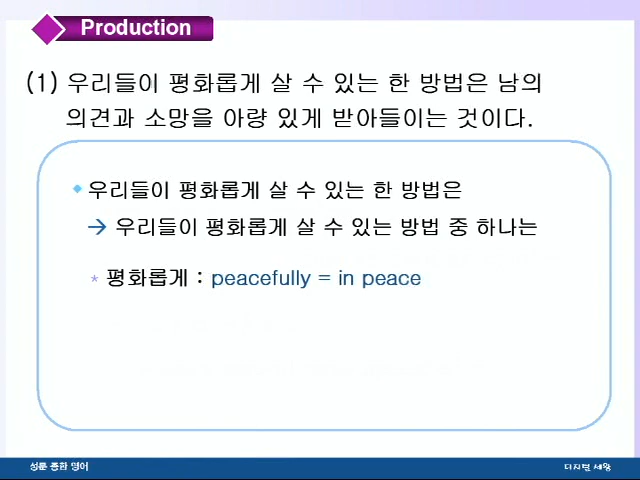 Production
(1) 우리들이 평화롭게 살 수 있는 한 방법은 남의
의견과 소망을 아량 있게 받아들이는 것이다.
우리들이 평화롭게 살 수 있는 한 방법은
→ 우리들이 평화롭게 살 수 있는 방법 중 하나는
* 평화롭게 : peacefully = in peace
성문 종합 영어
디지털 세왕